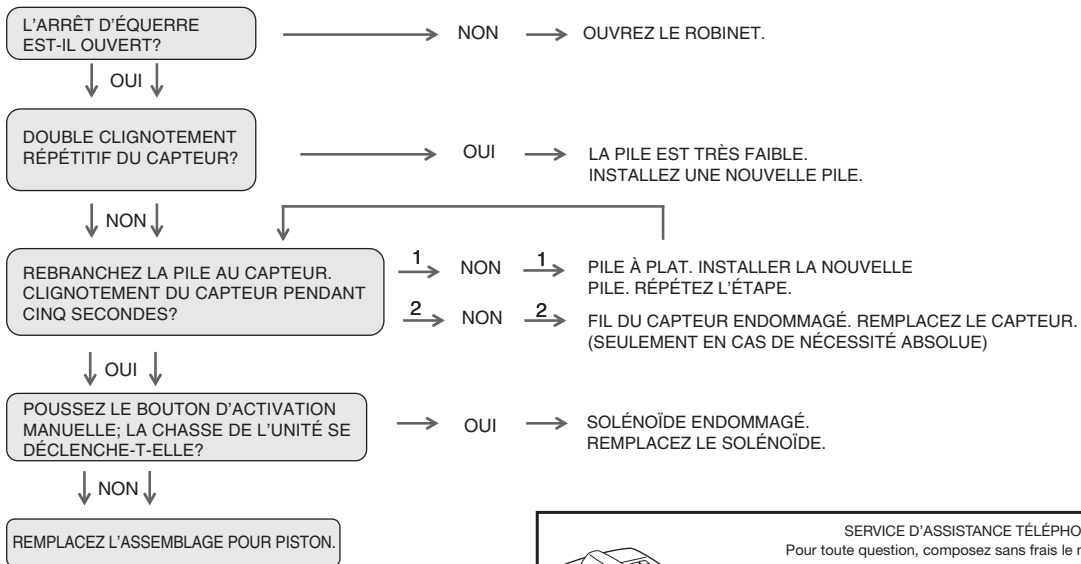 L'ARRÊT D'ÉQUERRE
EST-IL OUVERT?
NON
OUVREZ LE ROBINET.
OUI
DOUBLE CLIGNOTEMENT
RÉPÉTITIF DU CAPTEUR?
OUI
LA PILE EST TRÈS FAIBLE.
INSTALLEZ UNE NOUVELLE PILE.
NON
REBRANCHEZ LA PILE AU CAPTEUR.
CLIGNOTEMENT DU CAPTEUR PENDANT
CINQ SECONDES?
1 NON 1
PILE À PLAT. INSTALLER LA NOUVELLE
PILE. RÉPÉTEZ L'ÉTAPE.
2 NON 2
FIL DU CAPTEUR ENDOMMAGÉ. REMPLACEZ LE CAPTEUR.
(SEULEMENT EN CAS DE NÉCESSITÉ ABSOLUE)
OUI
POUSSEZ LE BOUTON D'ACTIVATION
MANUELLE; LA CHASSE DE L'UNITÉ SE
DÉCLENCHE-T-ELLE?
OUI
SOLÉNOÏDE ENDOMMAGÉ.
REMPLACEZ LE SOLÉNOÏDE.
NON
REMPLACEZ L'ASSEMBLAGE POUR PISTON.
SERVICE D'ASSISTANCE
Pour toute question, composez sans frais le